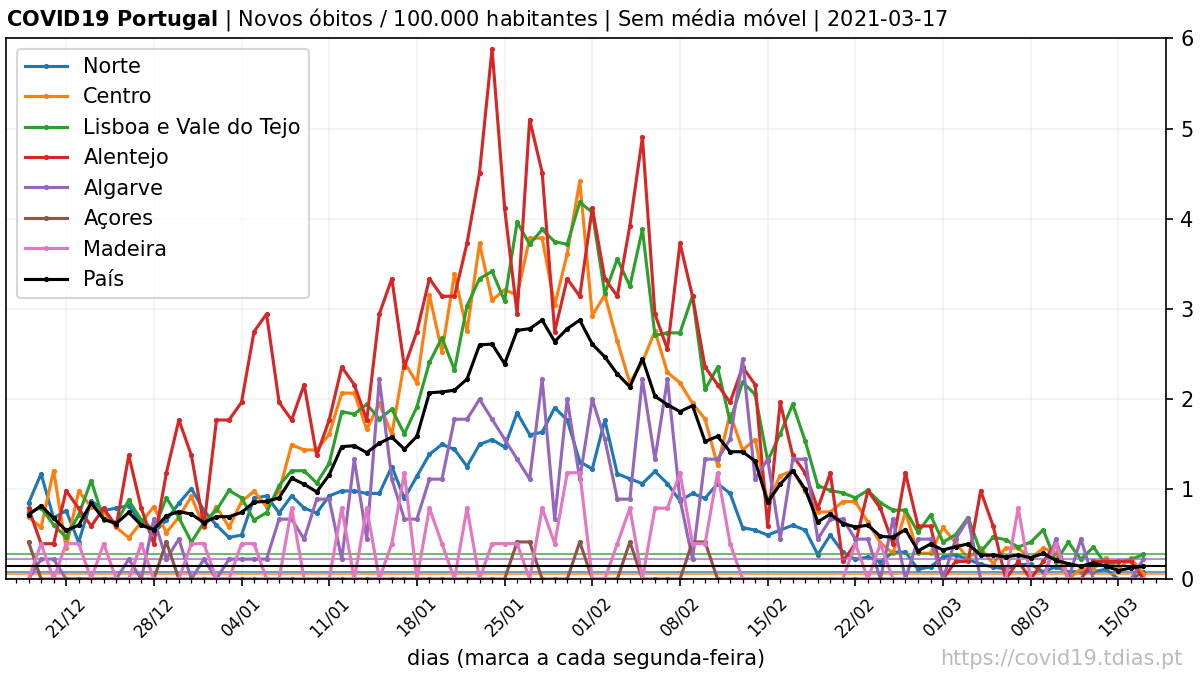 COVID19 Portugal | Novos óbitos / 100.000 habitantes | Sem média móvel | 2021-03-17
Norte
Centro
Lisboa e Vale do Tejo
Alentejo
Algarve
Açores
Madeira
País
6
5
4
3
2
1
0
21/12 28/12 04/01 11/01 18/01 25/01 01/02 08/02 15/02 22/02 01/03 08/03 15/03
dias (marca a cada segunda-feira)
https://covid19.tdias.pt